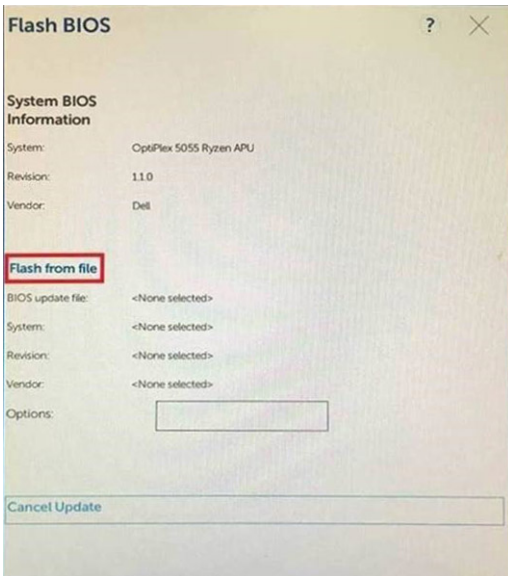 Flash BIOS ?
System BIOS
Information
System: OptiPlex 5055 Ryzen APU
Revision: 1.1.0
Vendor: Dell
Flash from file
BIOS update file: <None selected>
System: <None selected>
Revision: <None selected>
Vendor: <None selected>
Options:
Cancel Update